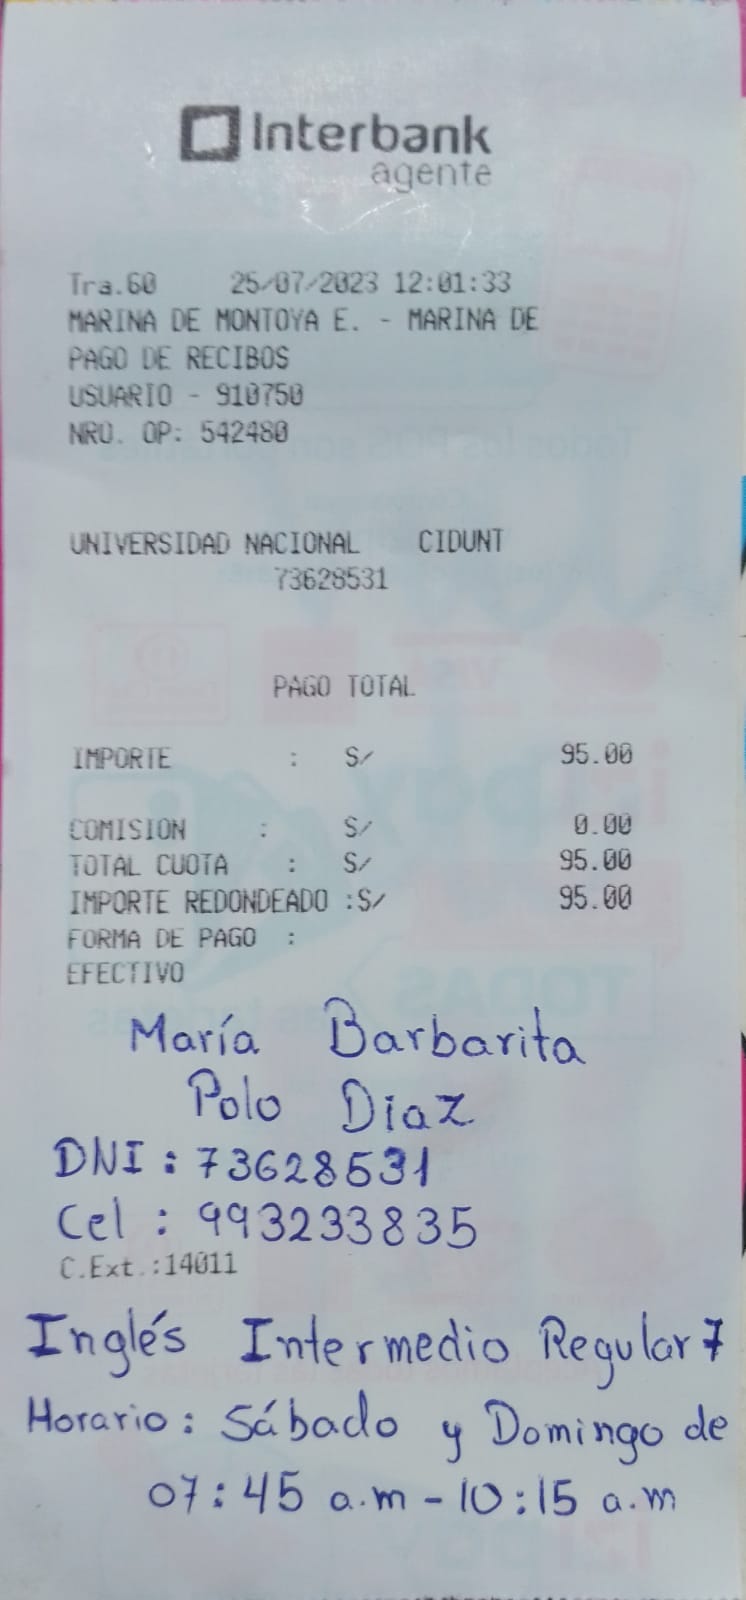 Interbank
agente
Tra.60 25/07/2023 12:01:33
MARINA DE MONTOYA E. - MARINA DE
PAGO DE RECIBOS
USUARIO - 910750
NRO. OP: 542480
UNIVERSIDAD NACIONAL CIDUNT
73628531
PAGO TOTAL
IMPORTE : S/ 95.00
COMISION : S/ 0.00
TOTAL CUOTA : S/ 95.00
IMPORTE REDONDEADO :S/ 95.00
FORMA DE PAGO :
EFECTIVO
María Barbarita
Polo Diaz
DNI : 73628531
Cel : 993233835
C.Ext.:14011
Inglés Intermedio Regular 7
Horario: Sábado y Domingo de
07:45 a.m - 10:15 a.m